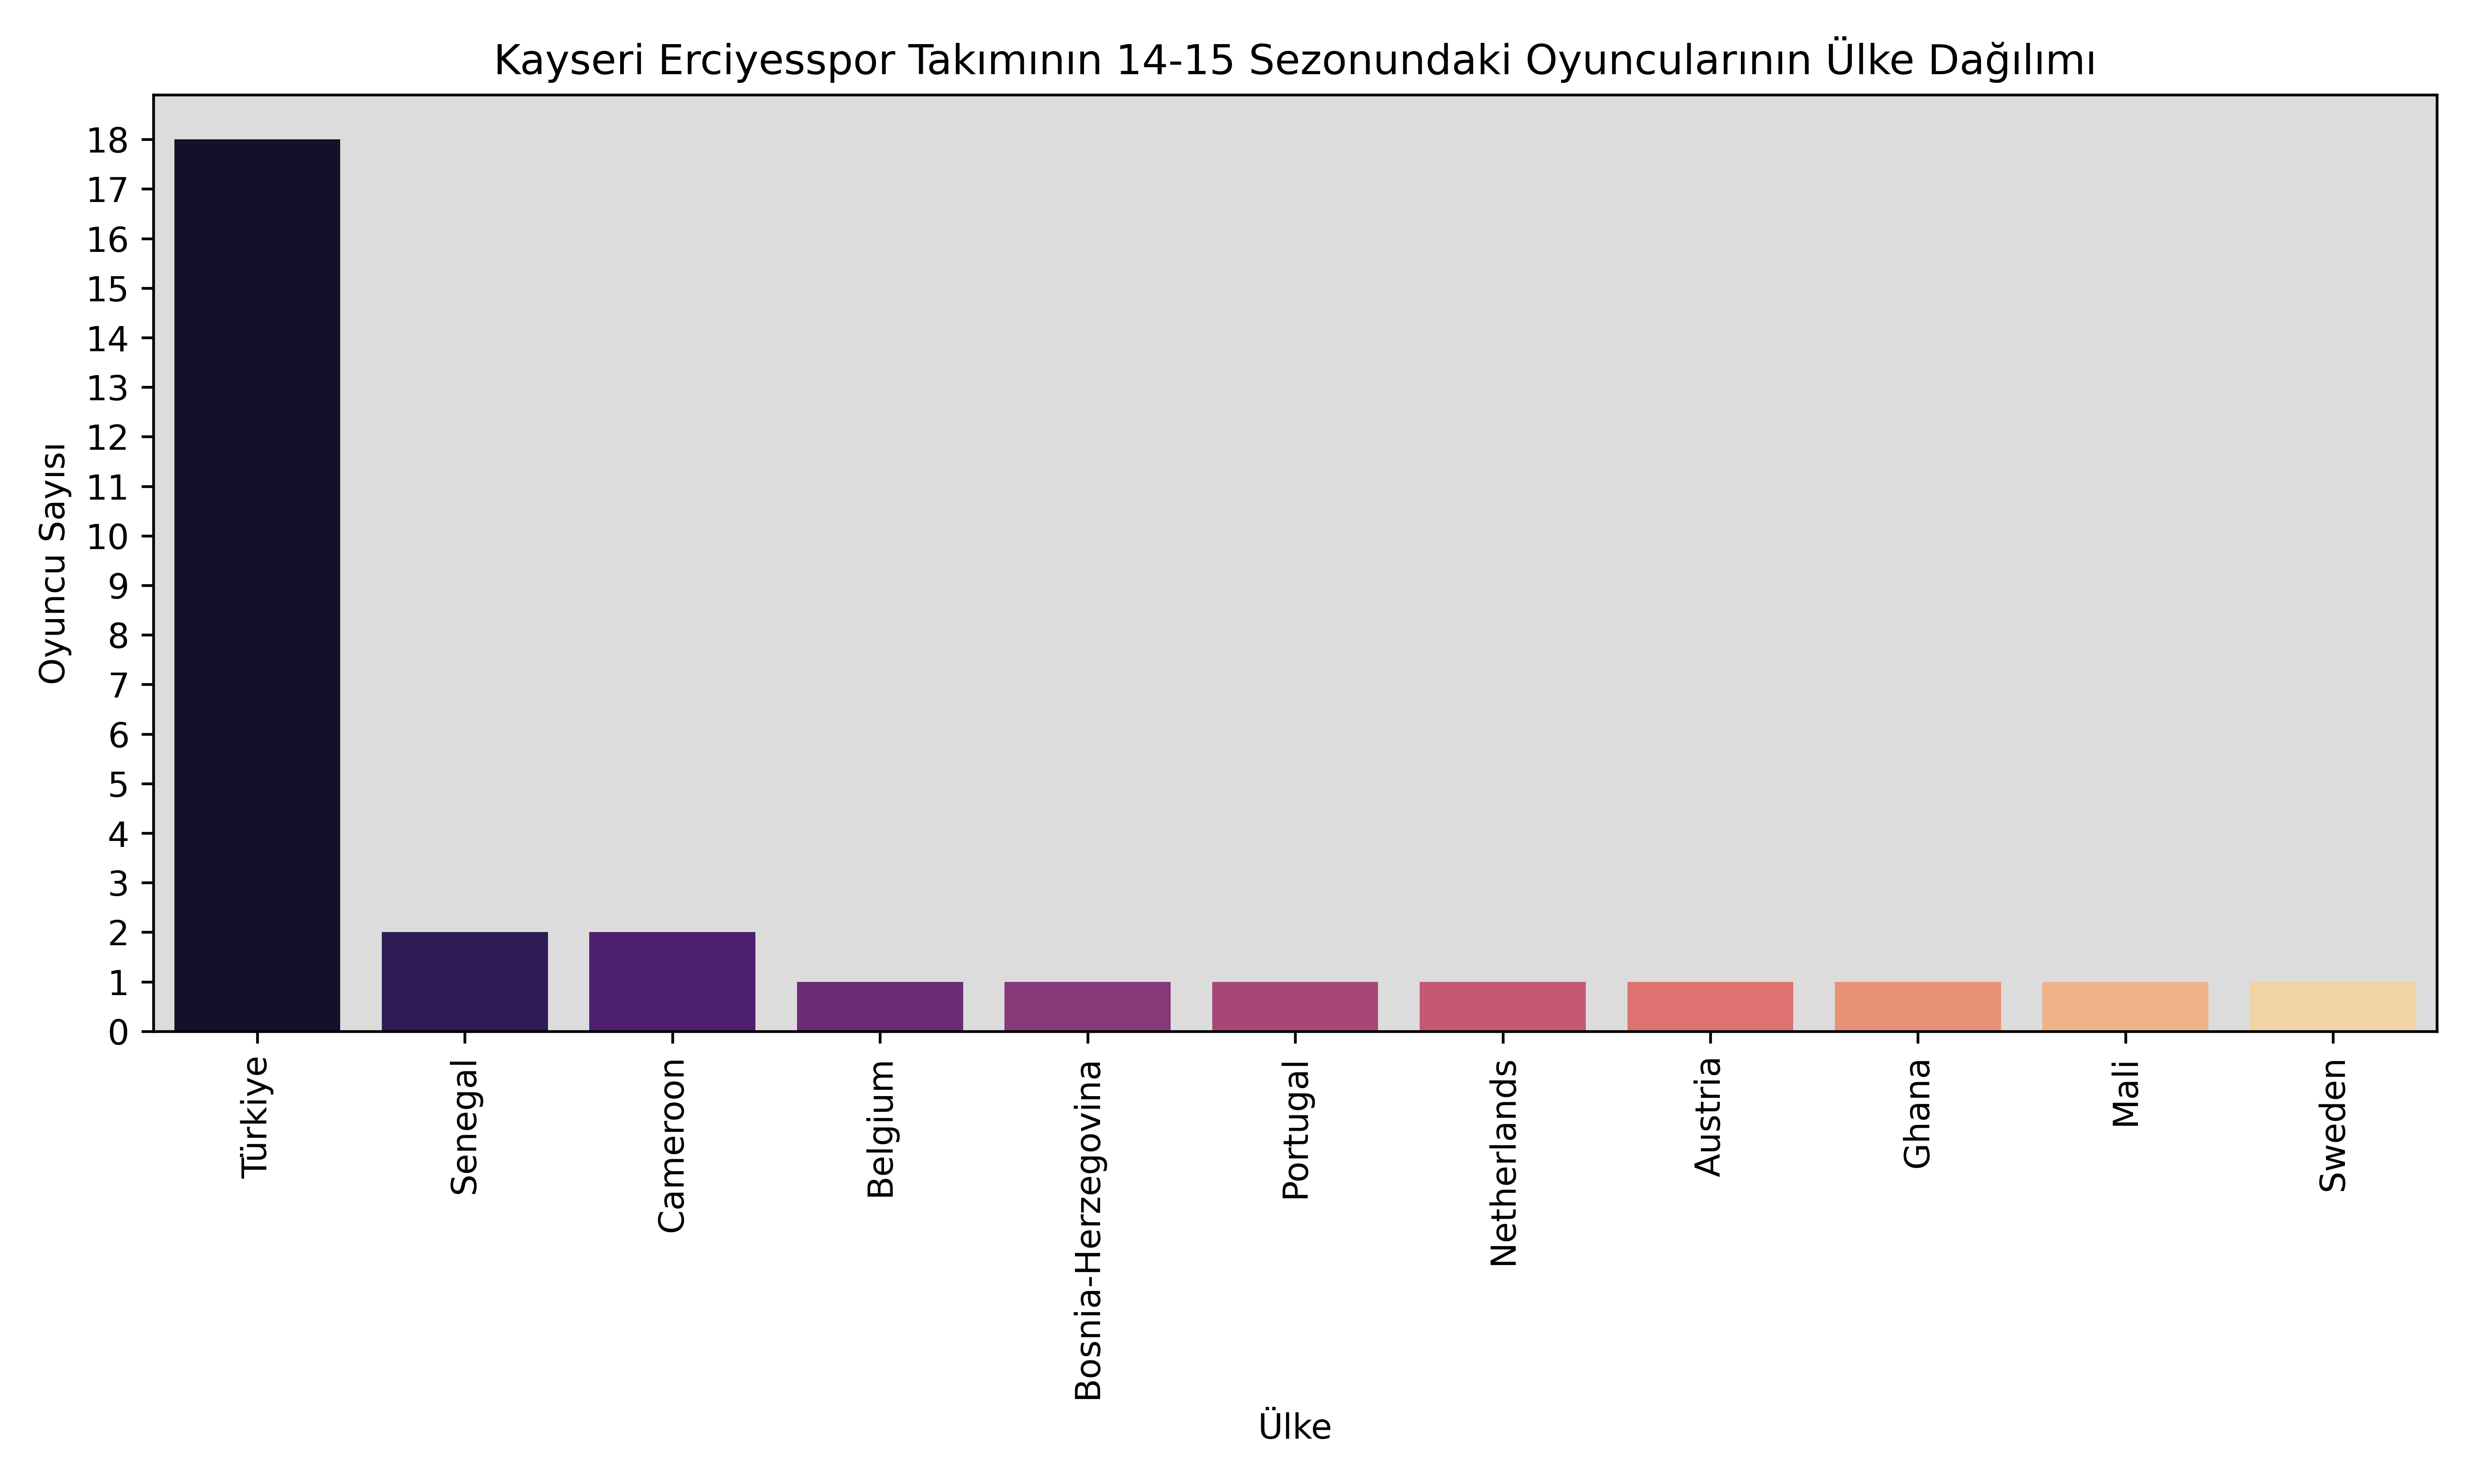 Kayseri Erciyesspor Takımının 14-15 Sezonundaki Oyuncularının Ülke Dağılımı
Oyuncu Sayısı
18
17
16
15
14
13
12
11
10
9
8
7
6
5
4
3
2
1
0
Türkiye
Senegal
Cameroon
Belgium
Bosnia-Herzegovina
Portugal
Netherlands
Austria
Ghana
Mali
Sweden
Ülke